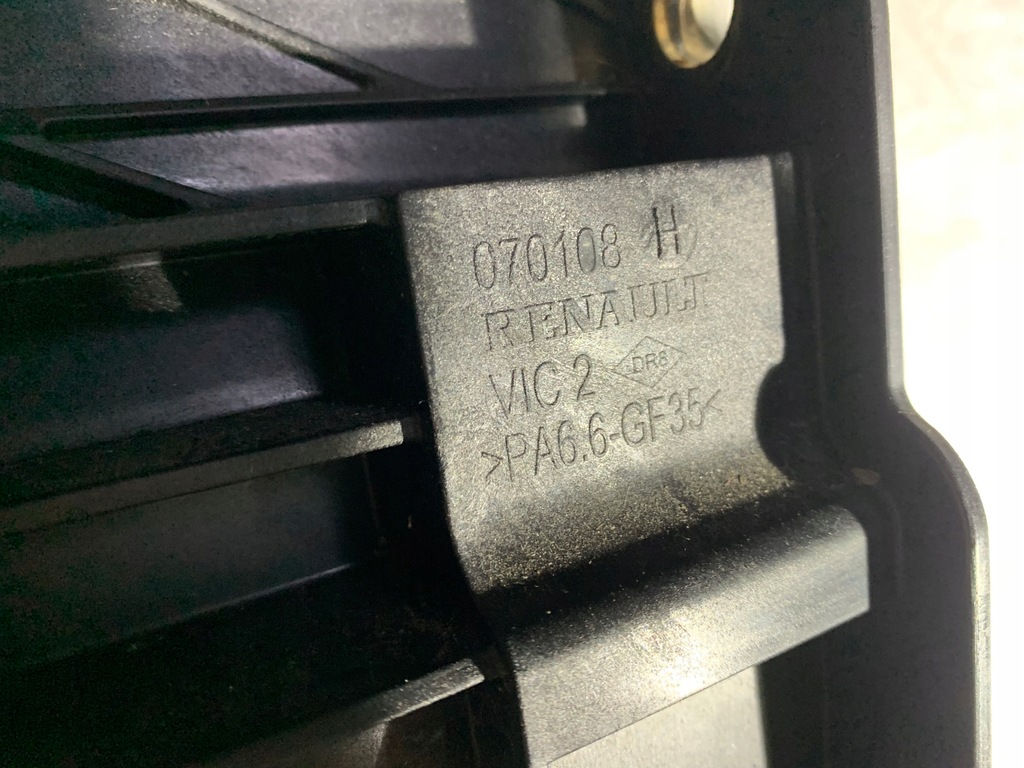 070108 H
RENAULT
VIC 2 DR8
>PA6.6-GF35<